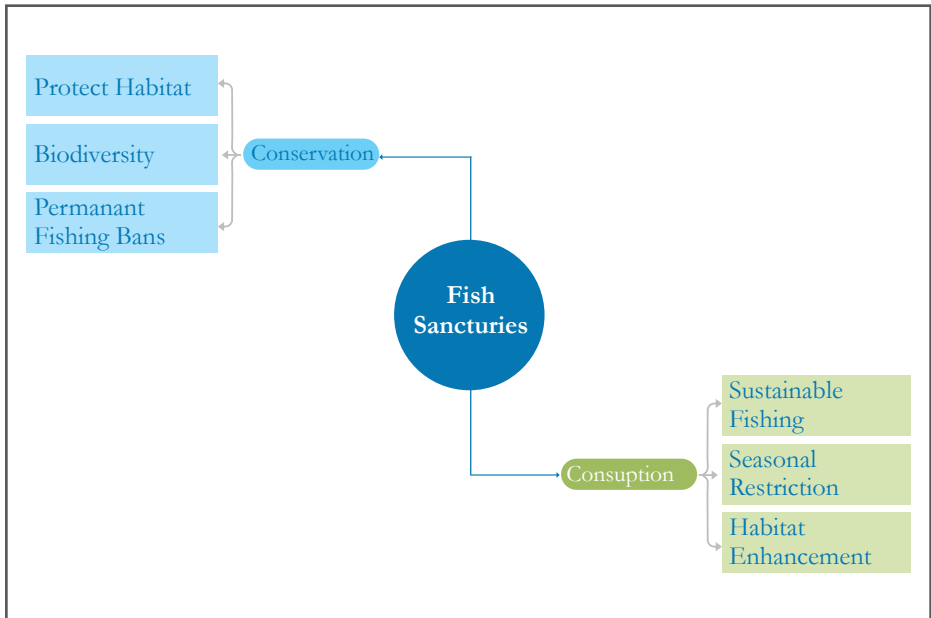 Protect Habitat
Biodiversity
Permanant
Fishing Bans
Conservation
Fish
Sancturies
Consuption
Sustainable
Fishing
Seasonal
Restriction
Habitat
Enhancement